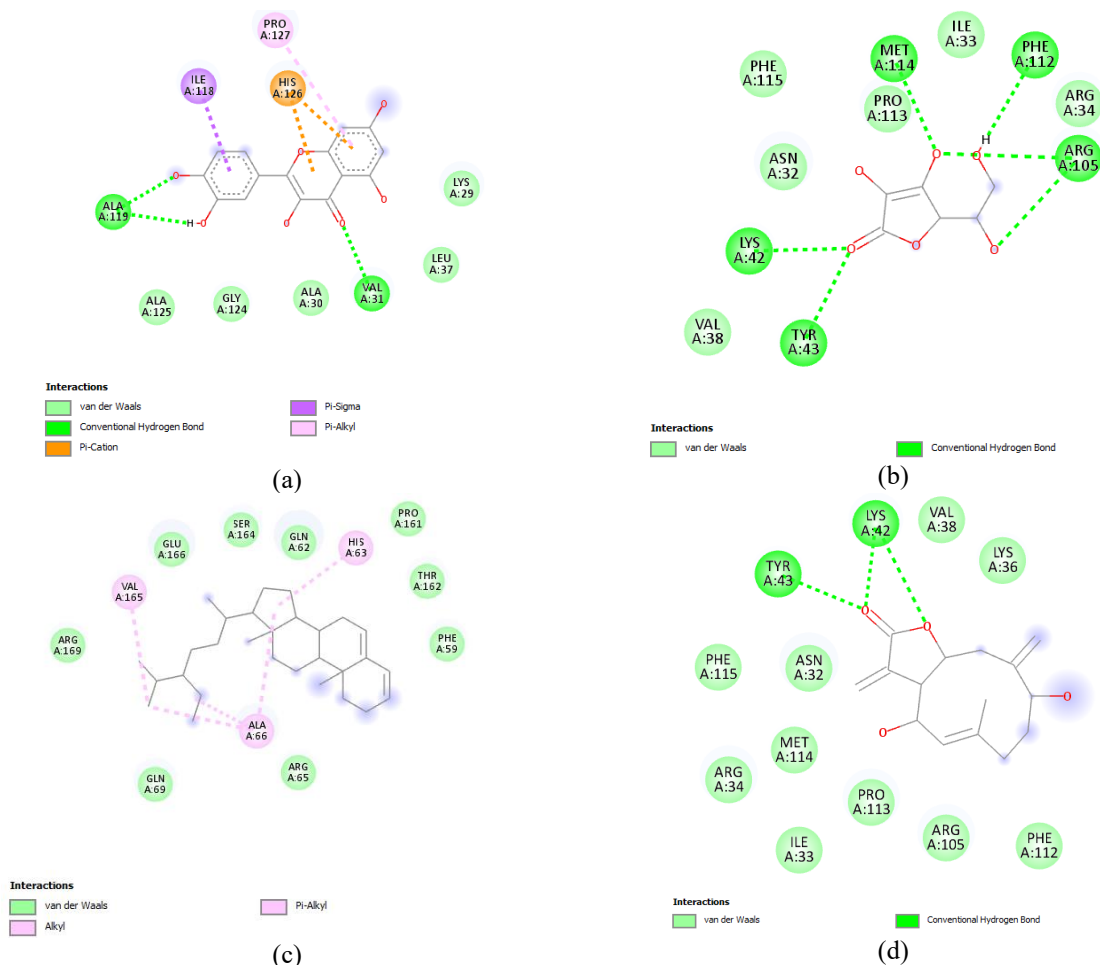 PRO
A:127
ILE
A:118
HIS
A:126
LYS
A:29
ALA
A:119
H
O
O
O
O
O
O
O
LEU
A:37
ALA
A:125
GLY
A:124
ALA
A:30
VAL
A:31
Interactions
van der Waals
Conventional Hydrogen Bond
Pi-Cation
Pi-Sigma
Pi-Alkyl
(a)
ILE
A:33
MET
A:114
PHE
A:112
PHE
A:115
PRO
A:113
ARG
A:34
ASN
A:32
ARG
A:105
H
O
O
O
O
O
O
LYS
A:42
VAL
A:38
TYR
A:43
Interactions
van der Waals
Conventional Hydrogen Bond
(b)
PRO
A:161
SER
A:164
GLU
A:166
GLN
A:62
HIS
A:63
VAL
A:165
THR
A:162
ARG
A:169
PHE
A:59
ALA
A:66
GLN
A:69
ARG
A:65
Interactions
van der Waals
Alkyl
Pi-Alkyl
(c)
LYS
A:42
VAL
A:38
TYR
A:43
LYS
A:36
O
O
O
O
PHE
A:115
ASN
A:32
MET
A:114
ARG
A:34
PRO
A:113
ILE
A:33
ARG
A:105
PHE
A:112
Interactions
van der Waals
Conventional Hydrogen Bond
(d)